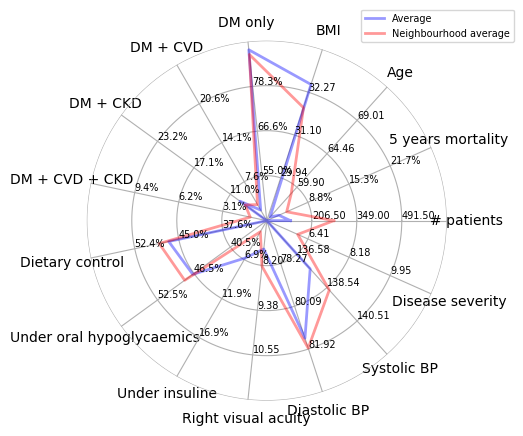 Average
Neighbourhood average
DM only
BMI
DM + CVD
Age
DM + CKD
5 years mortality
DM + CVD + CKD
# patients
Dietary control
Disease severity
Under oral hypoglycaemics
Systolic BP
Under insuline
Diastolic BP
Right visual acuity
206.50
349.00
491.50
8.8%
15.3%
21.7%
59.90
64.46
69.01
29.94
31.10
32.27
55.0%
66.6%
78.3%
7.6%
14.1%
20.6%
11.0%
17.1%
23.2%
3.1%
6.2%
9.4%
37.6%
45.0%
52.4%
40.5%
46.5%
52.5%
6.9%
11.9%
16.9%
8.20
9.38
10.55
78.27
80.09
81.92
136.58
138.54
140.51
6.41
8.18
9.95